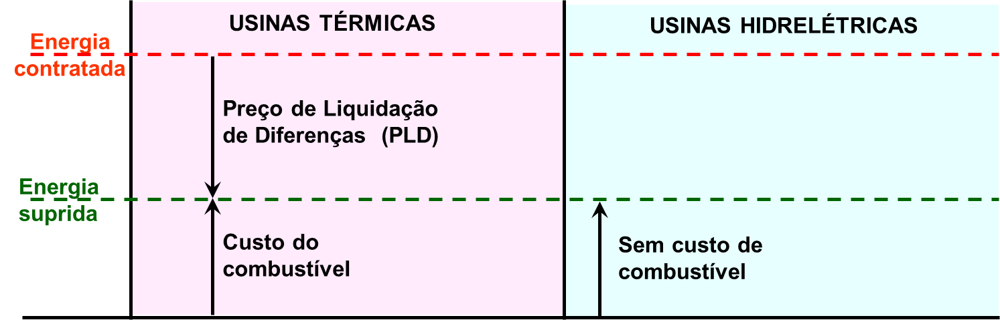 USINAS TÉRMICAS
USINAS HIDRELÉTRICAS
Energia
contratada
Preço de Liquidação
de Diferenças (PLD)
Energia
suprida
Custo do
combustível
Sem custo de
combustível